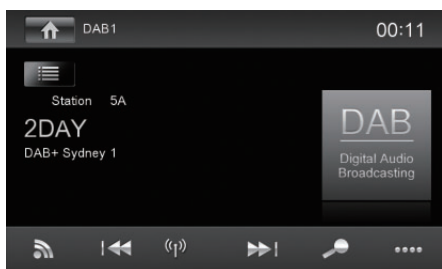 DAB1
00:11
Station 5A
2DAY
DAB+ Sydney 1
DAB
Digital Audio
Broadcasting